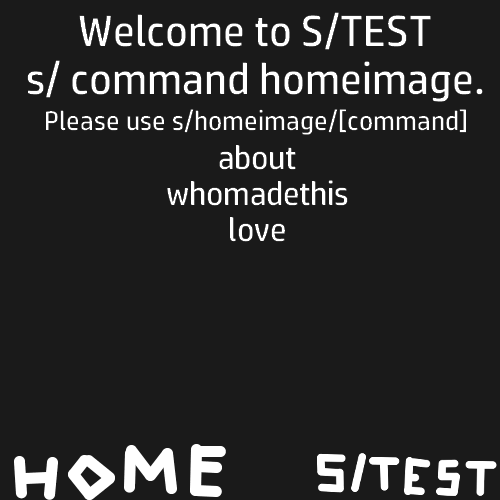 Welcome to S/TEST
s/ command homeimage.
Please use s/homeimage/[command]
about
whomadethis
love
HOME S/TEST